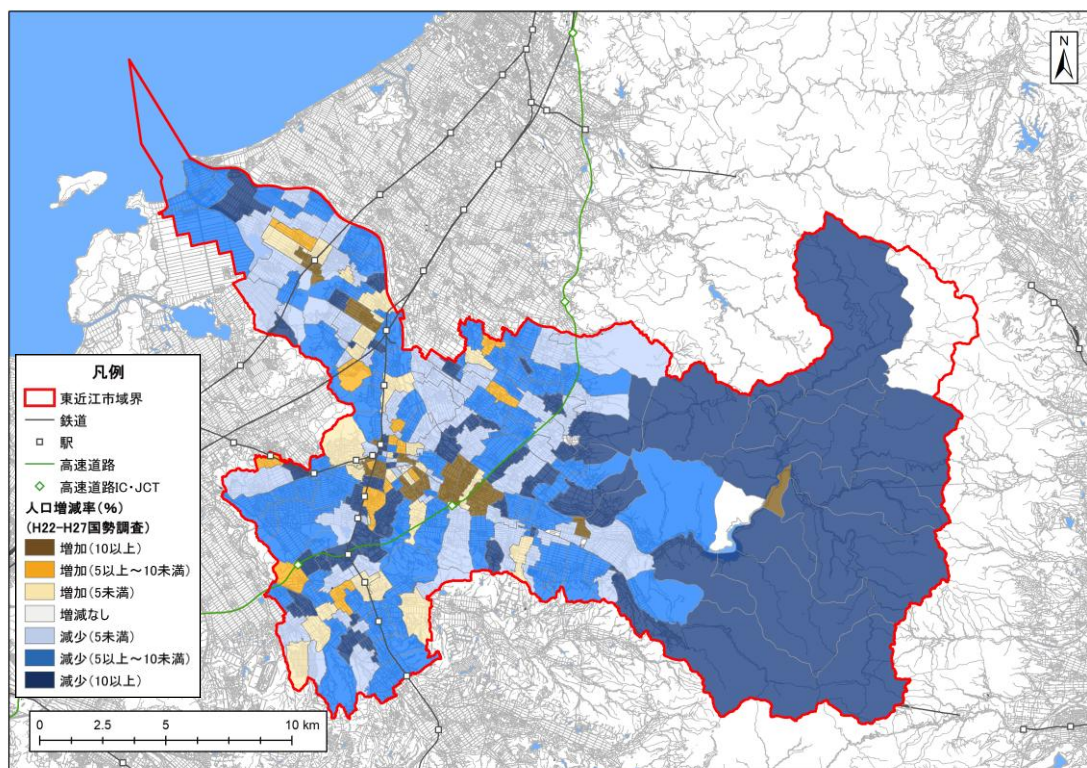 N
凡例
東近江市域界
鉄道
駅
高速道路
高速道路IC・JCT
人口増減率(%)
(H22-H27国勢調査)
増加(10以上)
増加(5以上~10未満)
増加(5未満)
増減なし
減少(5未満)
減少(5以上~10未満)
減少(10以上)
0 2.5 5 10 km